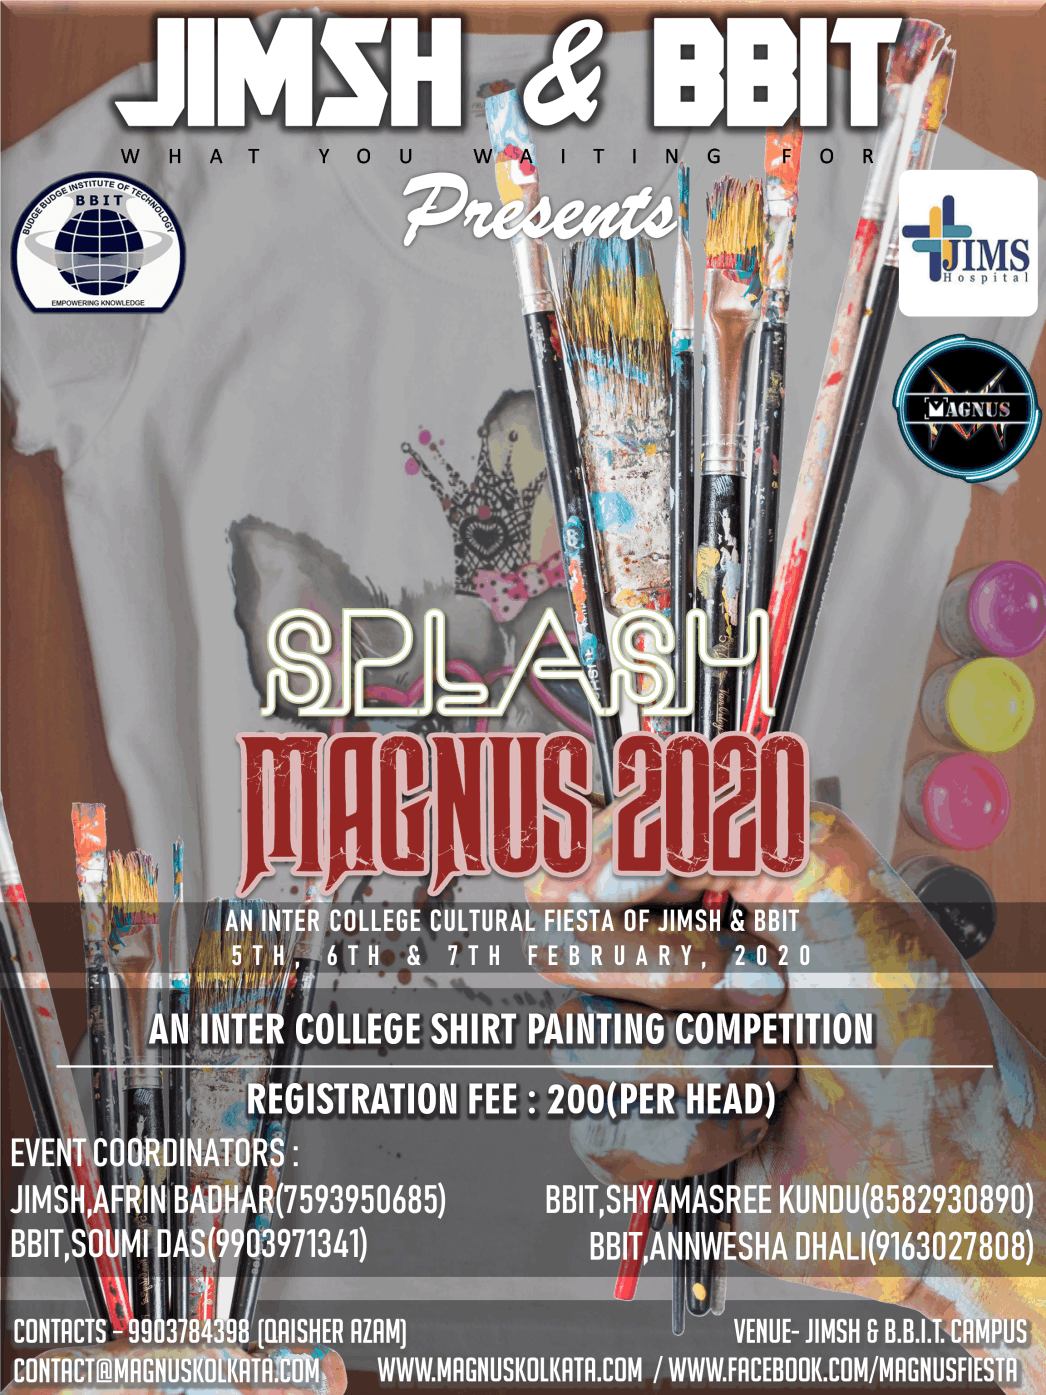 JIMSH & BBIT
WHAT YOU WAITING FOR
Presents
BUDGE BUDGE INSTITUTE OF TECHNOLOGY
BBIT
EMPOWERING KNOWLEDGE
JIMS
Hospital
MAGNUS
SPLASH
MAGNUS 2020
AN INTER COLLEGE CULTURAL FIESTA OF JIMSH & BBIT
5TH, 6TH & 7TH FEBRUARY, 2020
AN INTER COLLEGE SHIRT PAINTING COMPETITION
REGISTRATION FEE : 200(PER HEAD)
EVENT COORDINATORS :
JIMSH,AFRIN BADHAR(7593950685)
BBIT,SHYAMASREE KUNDU(8582930890)
BBIT,SOUMI DAS(9903971341)
BBIT,ANNWESHA DHALI(9163027808)
CONTACTS - 9903784398 (QAISHER AZAM)
VENUE- JIMSH & B.B.I.T. CAMPUS
CONTACT@MAGNUSKOLKATA.COM
WWW.MAGNUSKOLKATA.COM / WWW.FACEBOOK.COM/MAGNUSFIESTA